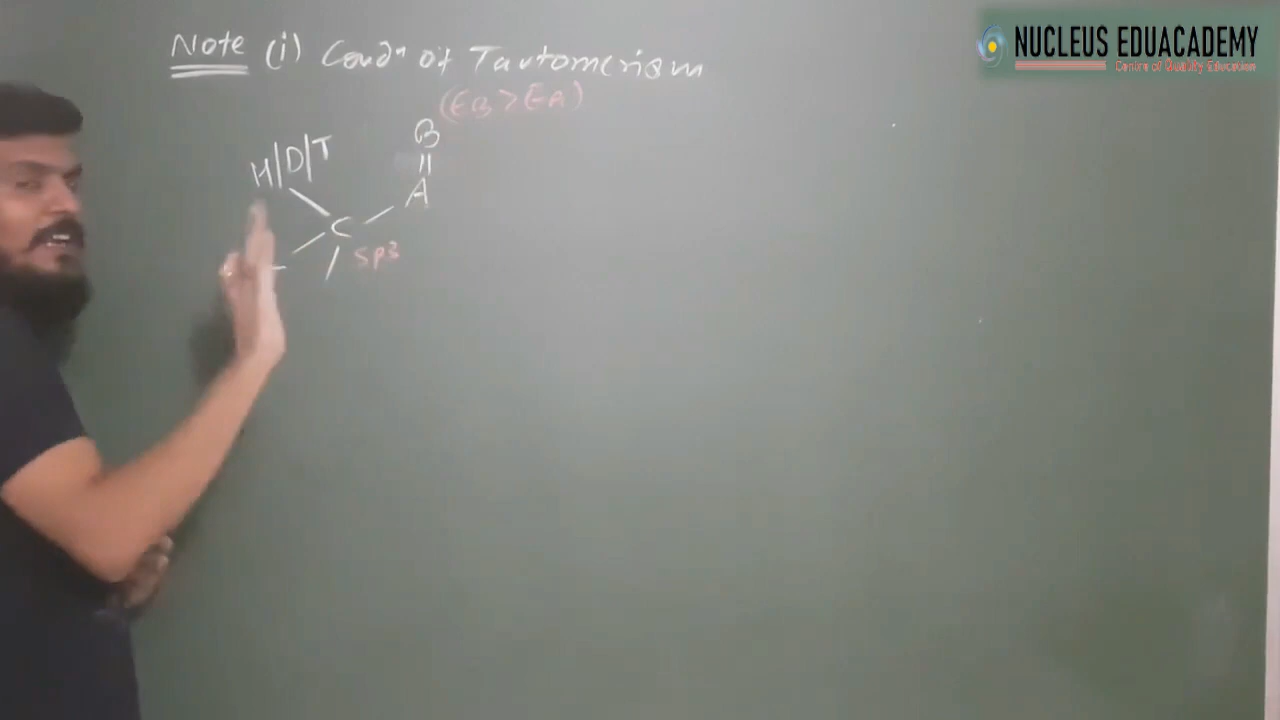 Note (i) Condⁿ of Tautomerism
(EB > EA)
B
H|D|T
A
C
sp3
NUCLEUS EDUACADEMY
Centre of Quality Education